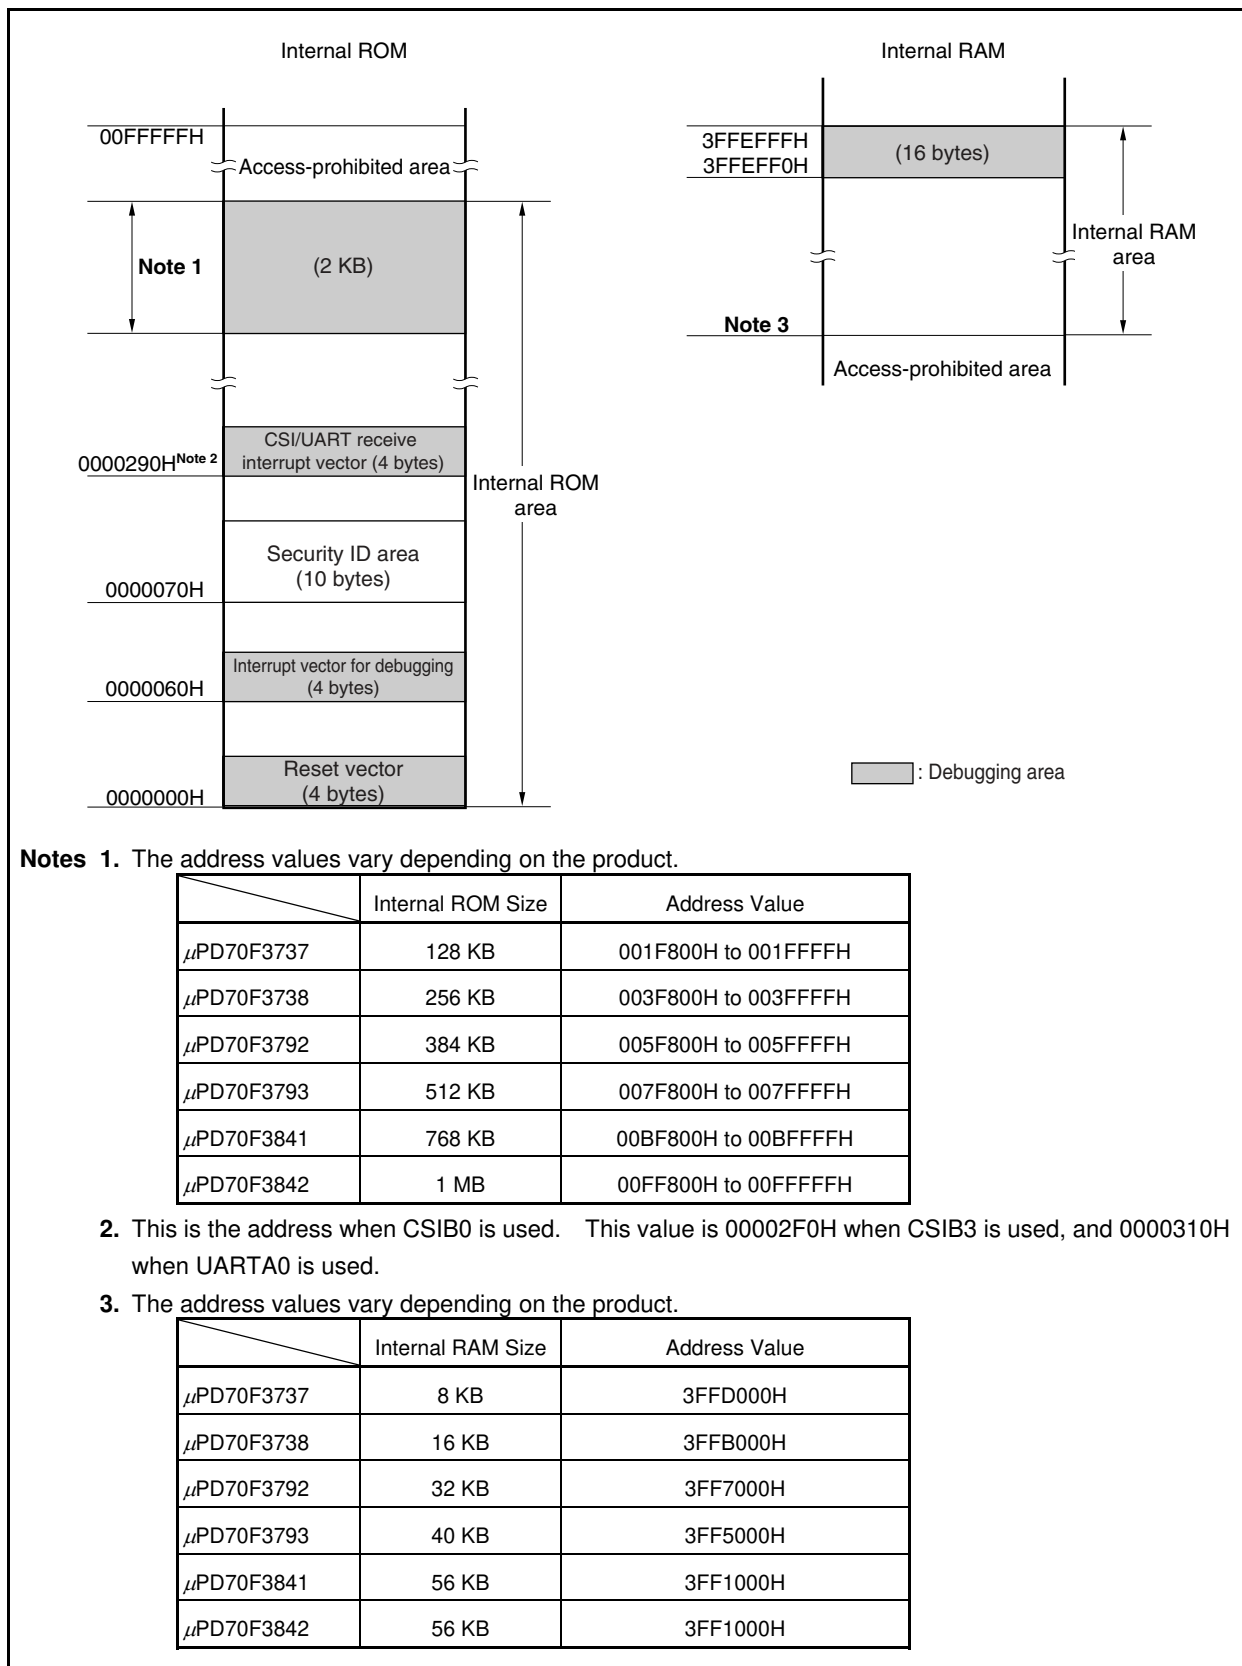 Internal ROM
00FFFFFH
Access-prohibited area
Note 1
(2 KB)
0000290H Note 2
CSI/UART receive
interrupt vector (4 bytes)
Internal ROM
area
Security ID area
(10 bytes)
0000070H
Interrupt vector for debugging
(4 bytes)
0000060H
Reset vector
(4 bytes)
0000000H
Internal RAM
3FFEFFFH
3FFEFF0H
(16 bytes)
Internal RAM
area
Note 3
Access-prohibited area
: Debugging area
Notes 1. The address values vary depending on the product.
Internal ROM Size Address Value
μPD70F3737 128 KB 001F800H to 001FFFFH
μPD70F3738 256 KB 003F800H to 003FFFFH
μPD70F3792 384 KB 005F800H to 005FFFFH
μPD70F3793 512 KB 007F800H to 007FFFFH
μPD70F3841 768 KB 00BF800H to 00BFFFFH
μPD70F3842 1 MB 00FF800H to 00FFFFFH
2. This is the address when CSIB0 is used. This value is 00002F0H when CSIB3 is used, and 0000310H
when UARTA0 is used.
3. The address values vary depending on the product.
Internal RAM Size Address Value
μPD70F3737 8 KB 3FFD000H
μPD70F3738 16 KB 3FFB000H
μPD70F3792 32 KB 3FF7000H
μPD70F3793 40 KB 3FF5000H
μPD70F3841 56 KB 3FF1000H
μPD70F3842 56 KB 3FF1000H